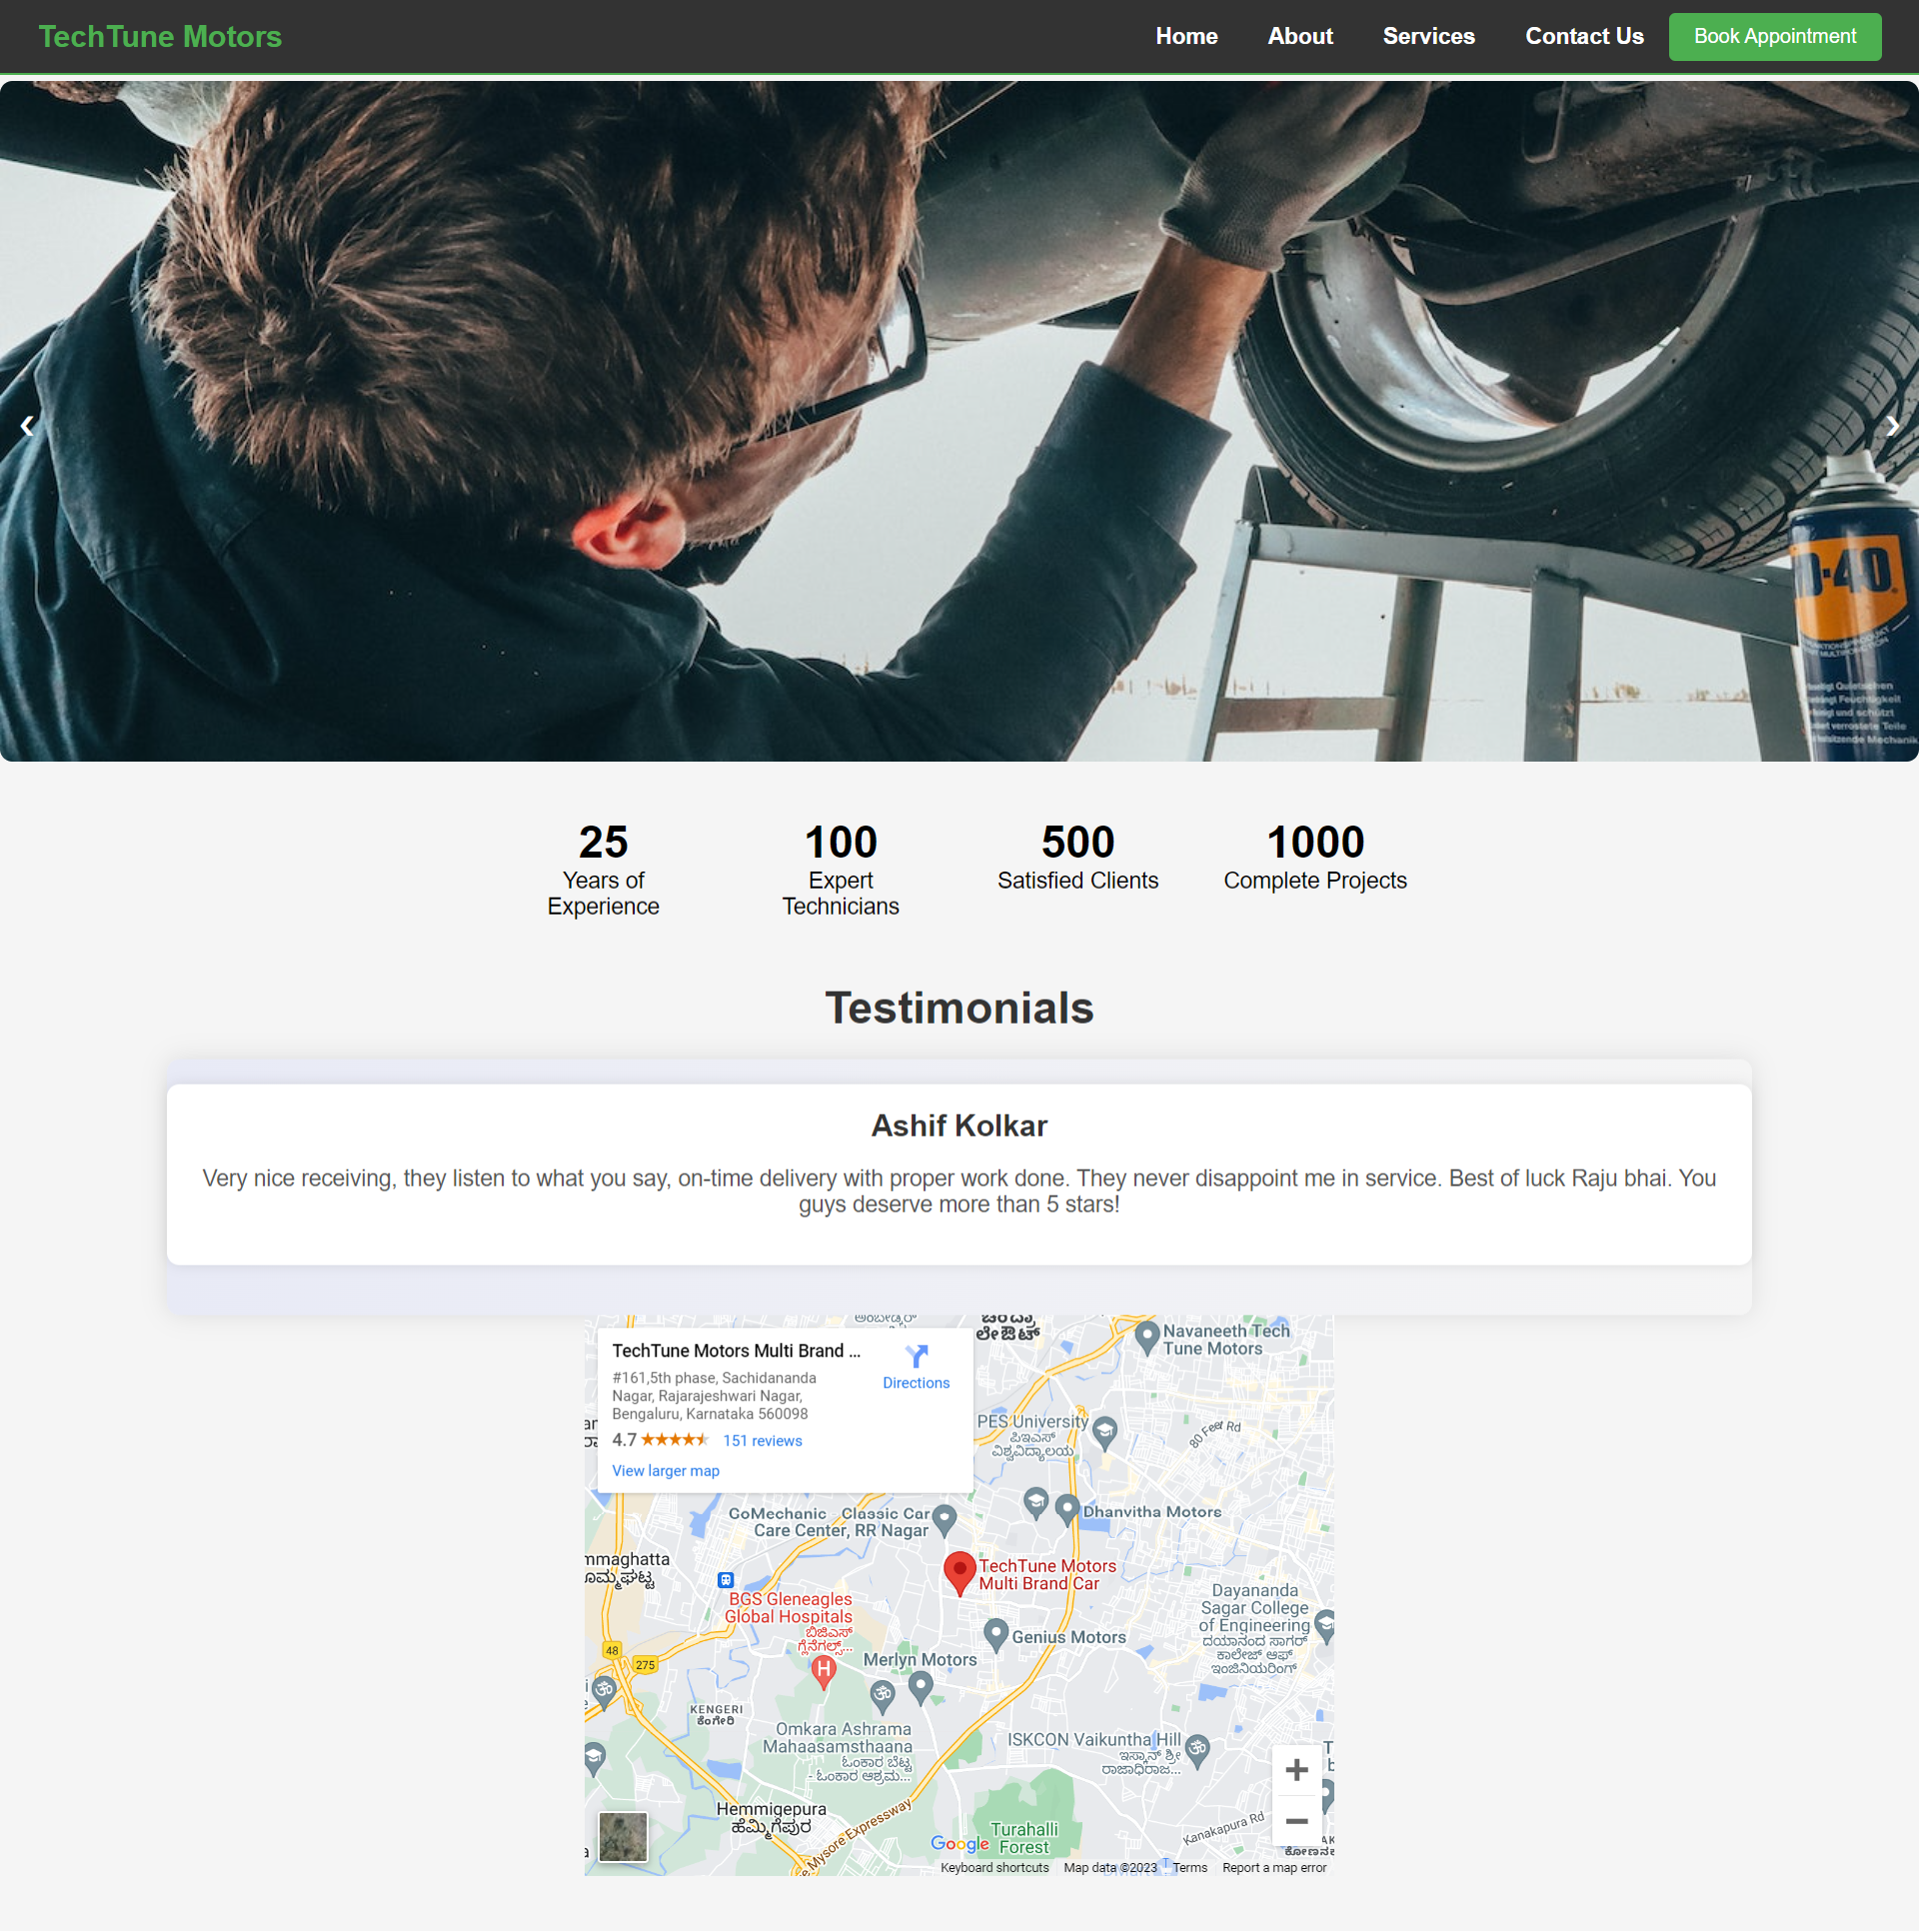 TechTune Motors
Home
About
Services
Contact Us
Book Appointment
-40
25
Years of
Experience
100
Expert
Technicians
500
Satisfied Clients
1000
Complete Projects
Testimonials
Ashif Kolkar
Very nice receiving, they listen to what you say, on-time delivery with proper work done. They never disappoint me in service. Best of luck Raju bhai. You
guys deserve more than 5 stars!
TechTune Motors Multi Brand ...
#161,5th phase, Sachidananda
Nagar, Rajarajeshwari Nagar,
Bengaluru, Karnataka 560098
Directions
4.7
151 reviews
View larger map
ಲೇಔಟ್
Navaneeth Tech
Tune Motors
PES University
ಪಿಇಎಸ್
ವಿಶ್ವವಿದ್ಯಾಲಯ
80 Feet Rd
GoMechanic - Classic Car
Care Center, RR Nagar
Dhanvitha Motors
mmaghatta
TechTune Motors
Multi Brand Car
BGS Gleneagles
Global Hospitals
ಬಿಜಿಎಸ್
ಗ್ಲೆನೆಗಲ್ಸ್...
Dayananda
Sagar College
of Engineering
ದಯಾನಂದ ಸಾಗರ್
ಕಾಲೇಜ್ ಆಫ್
ಇಂಜಿನಿಯರಿಂಗ್
Genius Motors
48
275
H
Merlyn Motors
KENGERI
ಕೆಂಗೇರಿ
Omkara Ashrama
Mahaasamsthaana
ಓಂಕಾರ ಬೆಟ್ಟ
- ಓಂಕಾರ ಆಶ್ರಮ...
ISKCON Vaikuntha Hill
ಇಸ್ಕಾನ್ ಶ್ರೀ
ರಾಜಾಧಿರಾಜ...
Hemmigepura
ಹೆಮ್ಮಿಗೆಪುರ
Mysore Expressway
Kanakapura Rd
Turahalli
Forest
Google
Keyboard shortcuts
Map data ©2023
Terms
Report a map error